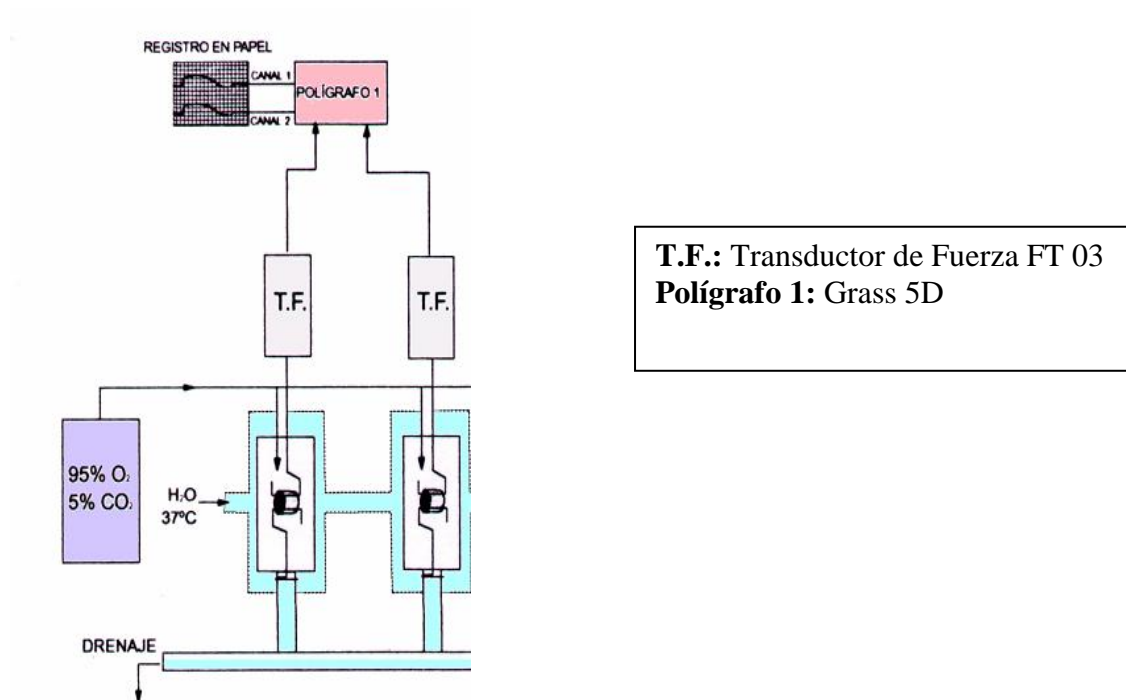 REGISTRO EN PAPEL
CANAL 1
POLÍGRAFO 1
CANAL 2
T.F.
T.F.
T.F.: Transductor de Fuerza FT 03
Polígrafo 1: Grass 5D
95% O₂
5% CO₂
H₂O
37ºC
DRENAJE